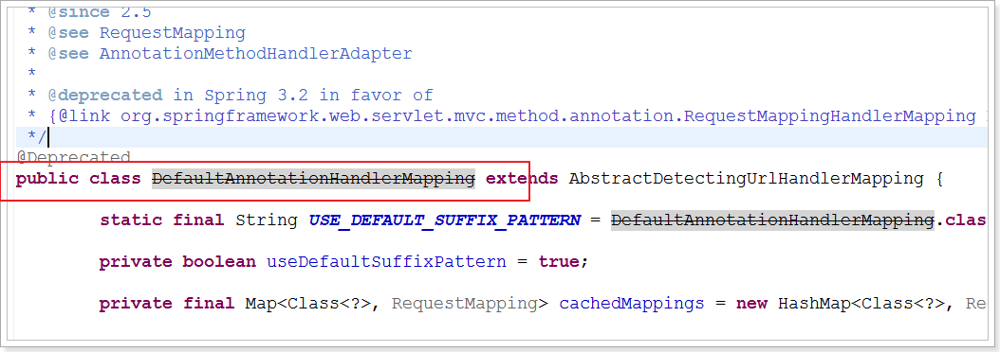 * @since 2.5
* @see RequestMapping
* @see AnnotationMethodHandlerAdapter
*
* @deprecated in Spring 3.2 in favor of
* {@link org.springframework.web.servlet.mvc.method.annotation.RequestMappingHandlerMapping
*/
@Deprecated
public class DefaultAnnotationHandlerMapping extends AbstractDetectingUrlHandlerMapping {
static final String USE_DEFAULT_SUFFIX_PATTERN = DefaultAnnotationHandlerMapping.clas
private boolean useDefaultSuffixPattern = true;
private final Map<Class<?>, RequestMapping> cachedMappings = new HashMap<Class<?>, Re